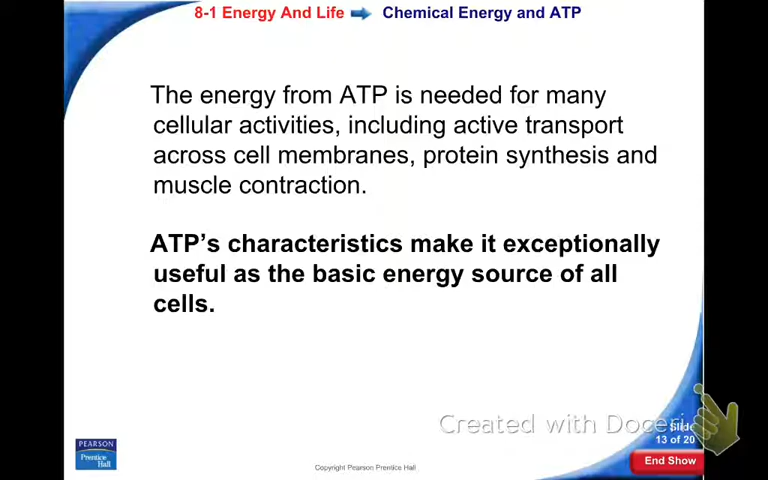 8-1 Energy And Life Chemical Energy and ATP
The energy from ATP is needed for many
cellular activities, including active transport
across cell membranes, protein synthesis and
muscle contraction.
ATP’s characteristics make it exceptionally
useful as the basic energy source of all
cells.
Created with Doceri
Slide
13 of 20
End Show
PEARSON
Prentice
Hall
Copyright Pearson Prentice Hall